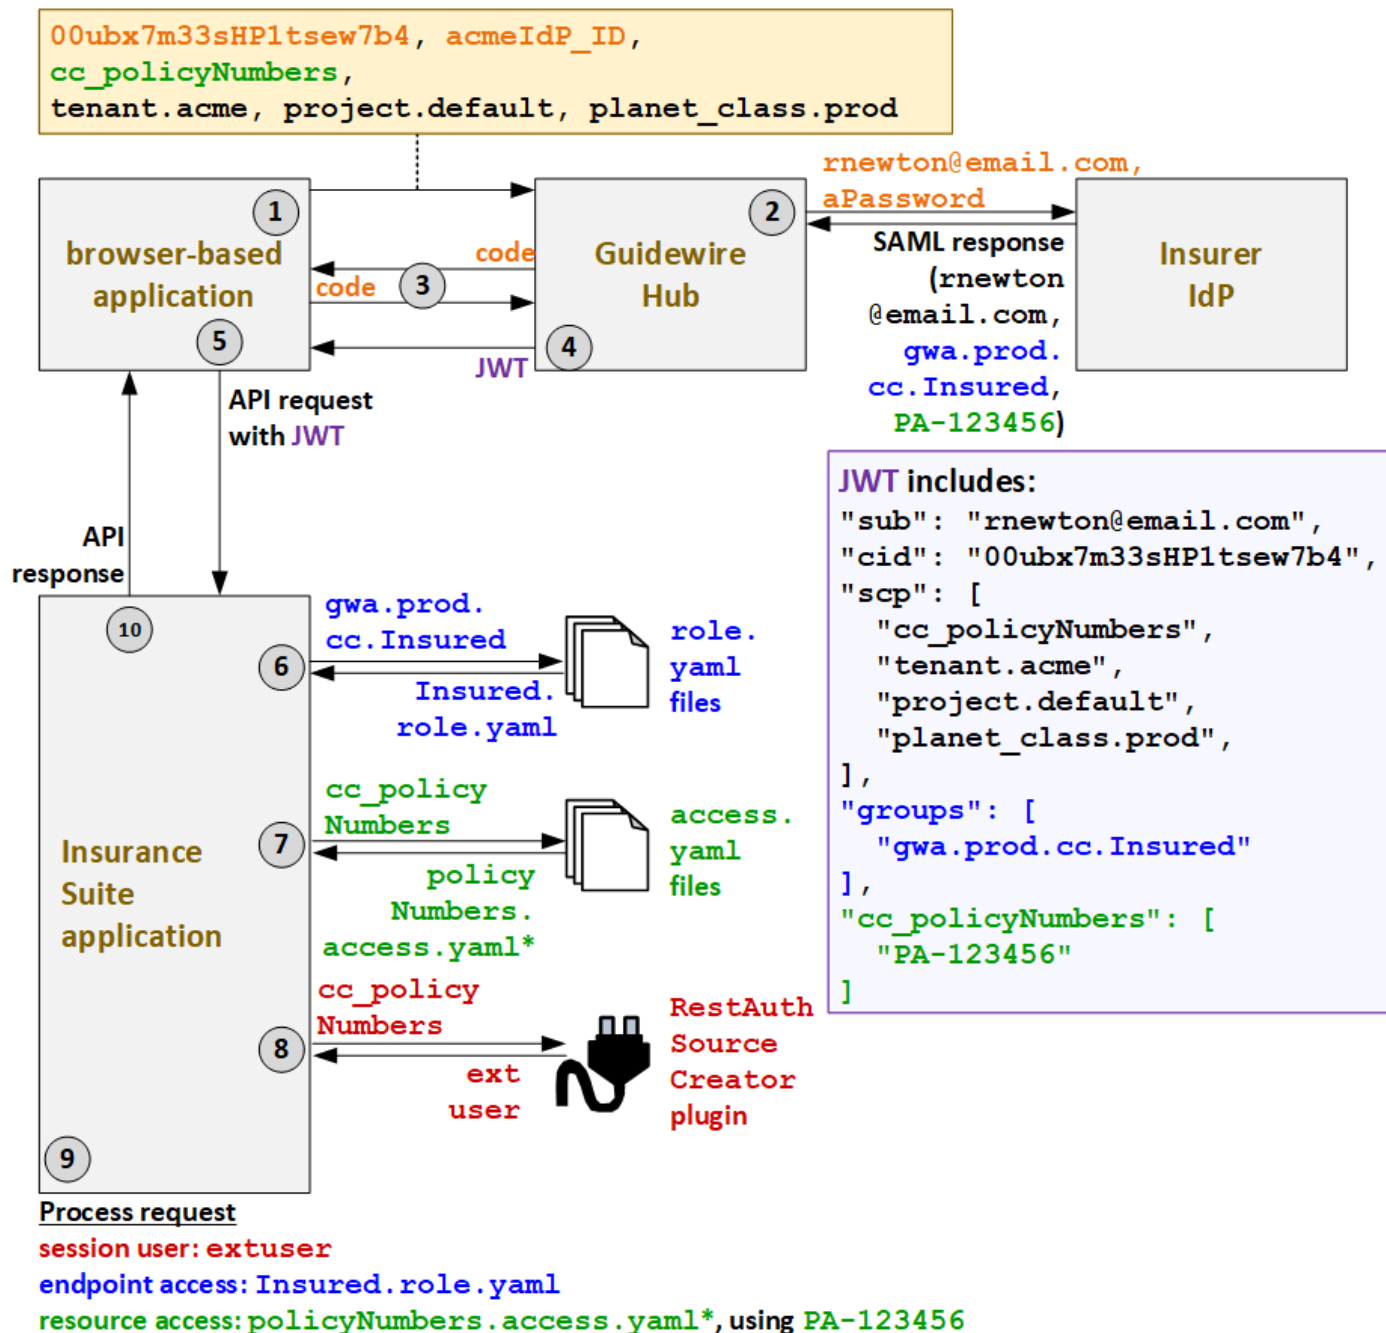 00ubx7m33sHP1tsew7b4, acmeIdP_ID,
cc_policyNumbers,
tenant.acme, project.default, planet_class.prod
1
browser-based
application
5
code
code
3
JWT
Guidewire
Hub
2
4
rnewton@email.com,
aPassword
SAML response
(rnewton
@email.com,
gwa.prod.
cc.Insured,
PA-123456)
Insurer
IdP
API request
with JWT
API
response
JWT includes:
"sub": "rnewton@email.com",
"cid": "00ubx7m33sHP1tsew7b4",
"scp": [
"cc_policyNumbers",
"tenant.acme",
"project.default",
"planet_class.prod",
],
"groups": [
"gwa.prod.cc.Insured"
],
"cc_policyNumbers": [
"PA-123456"
]
10
6
gwa.prod.
cc.Insured
Insured.
role.yaml
role.
yaml
files
Insurance
Suite
application
7
cc_policy
Numbers
policy
Numbers.
access.yaml*
access.
yaml
files
8
cc_policy
Numbers
ext
user
RestAuth
Source
Creator
plugin
9
Process request
session user: extuser
endpoint access: Insured.role.yaml
resource access: policyNumbers.access.yaml*, using PA-123456